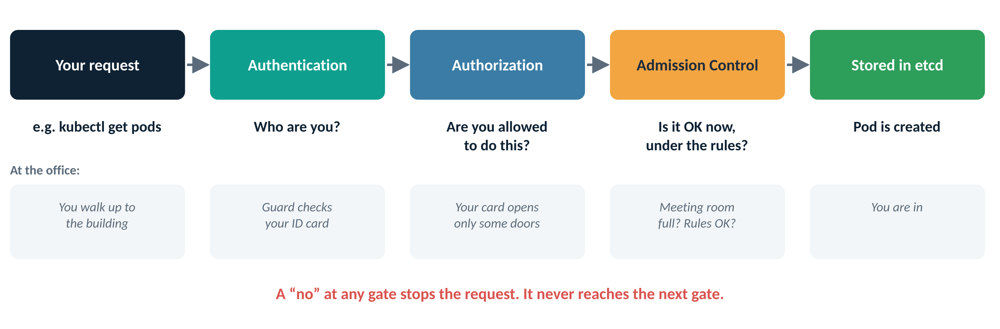 Your request
Authentication
Authorization
Admission Control
Stored in etcd
e.g. kubectl get pods
Who are you?
Are you allowed
to do this?
Is it OK now,
under the rules?
Pod is created
At the office:
You walk up to
the building
Guard checks
your ID card
Your card opens
only some doors
Meeting room
full? Rules OK?
You are in
A “no” at any gate stops the request. It never reaches the next gate.